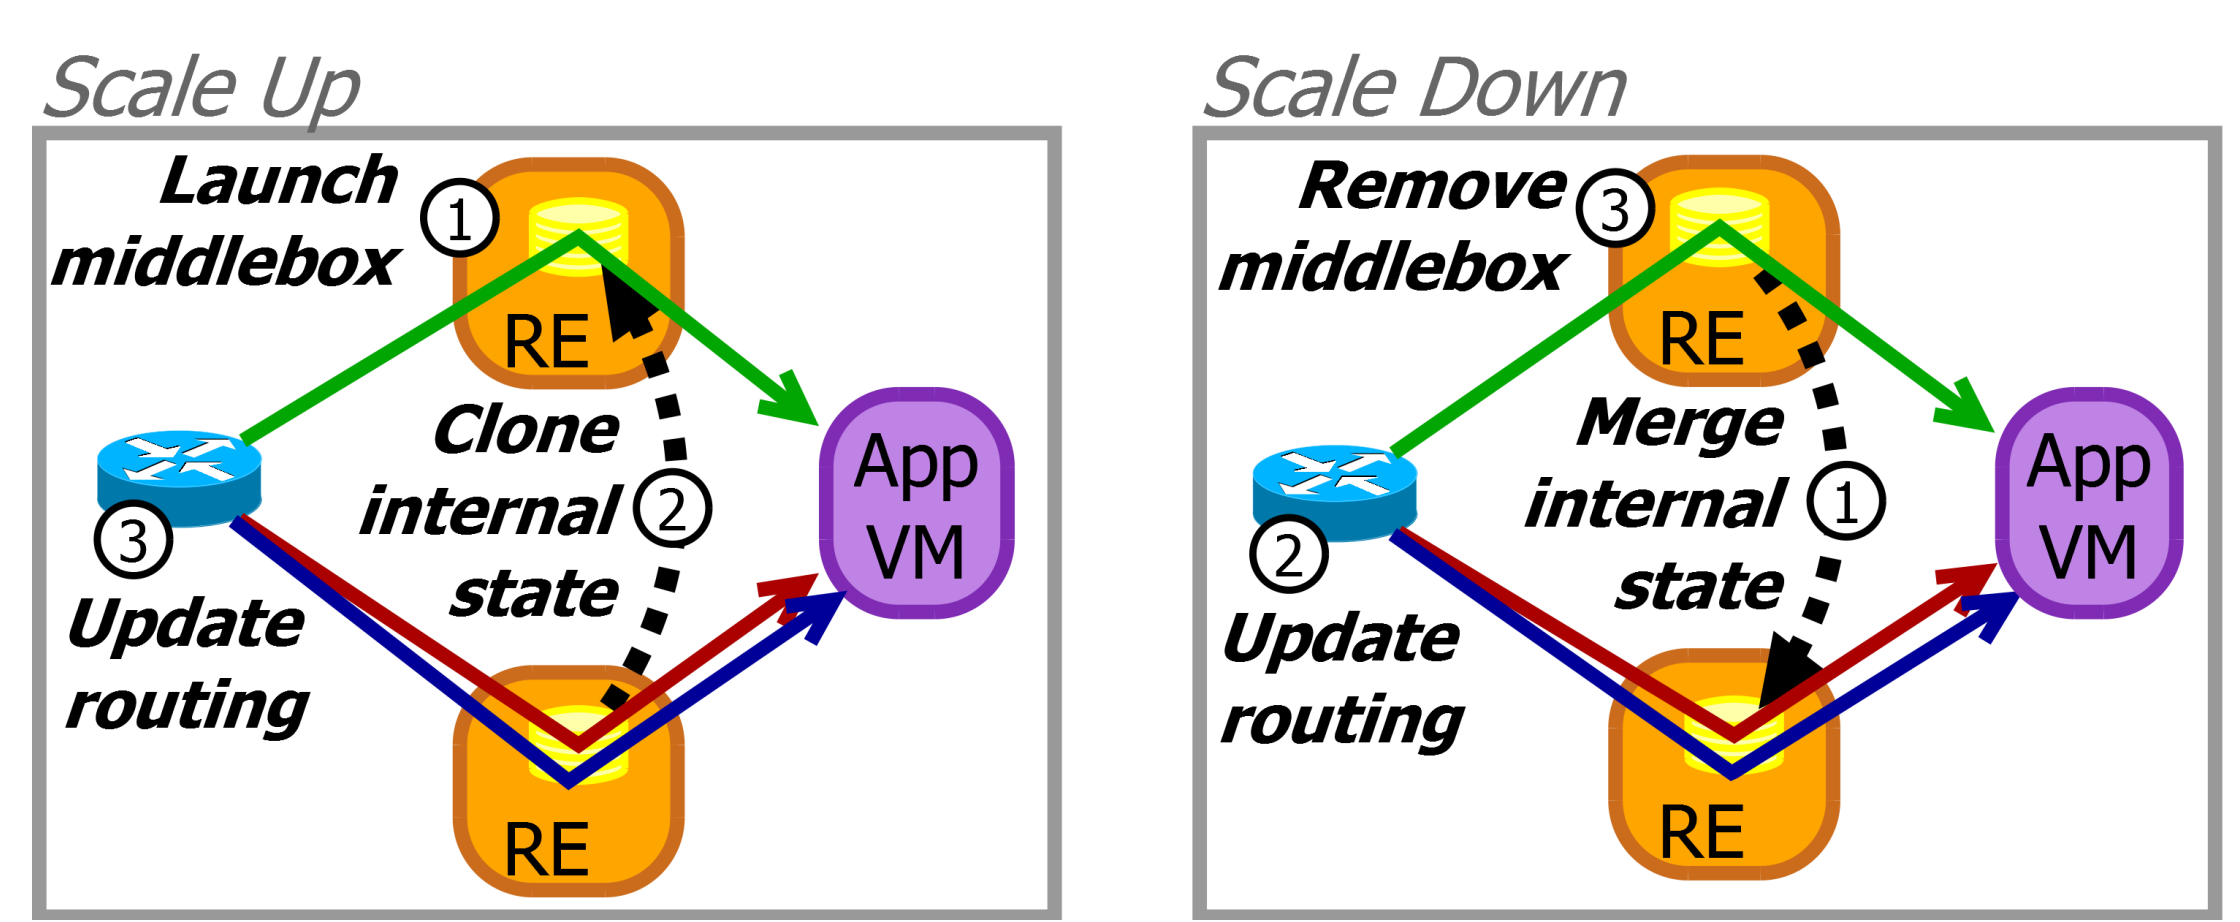 Scale Up
Launch
middlebox
1
RE
Clone
internal
state
2
App
VM
3
Update
routing
RE
Scale Down
Remove
middlebox
3
RE
Merge
internal
state
1
App
VM
2
Update
routing
RE